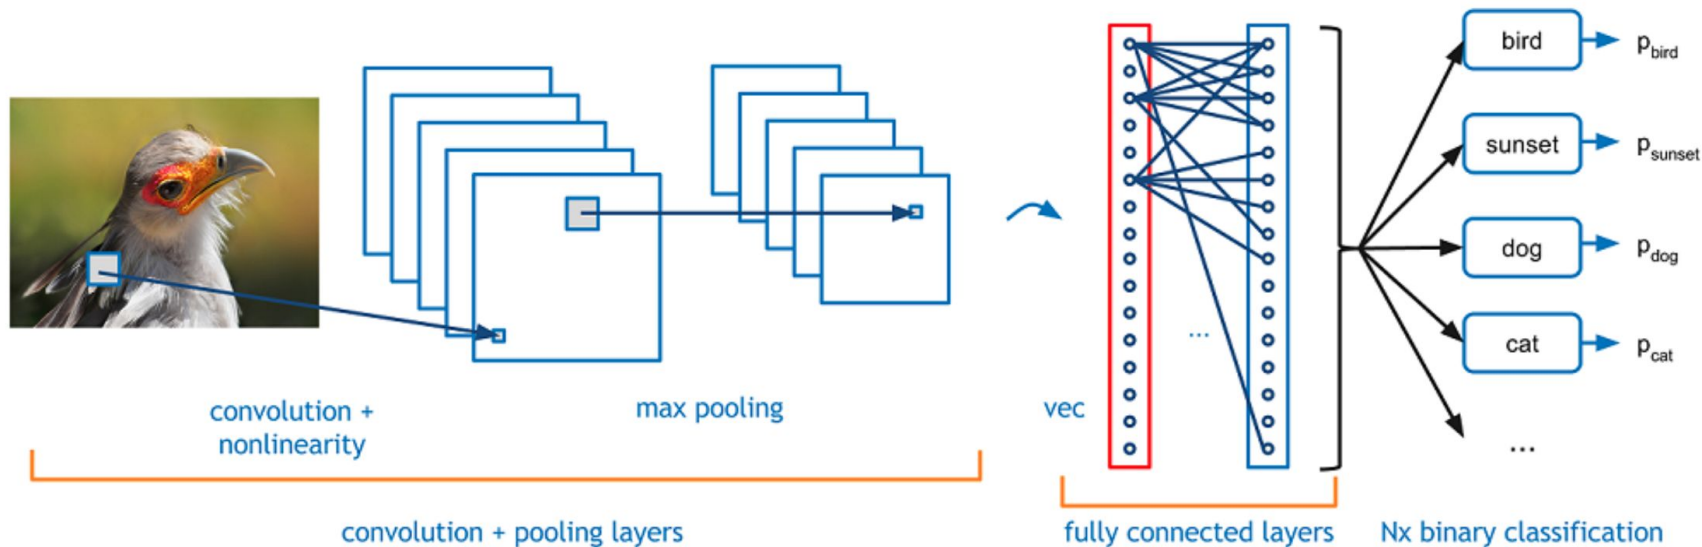 convolution +
nonlinearity
max pooling
vec
convolution + pooling layers
fully connected layers
Nx binary classification
...
bird
p_bird
sunset
p_sunset
dog
p_dog
cat
p_cat
...